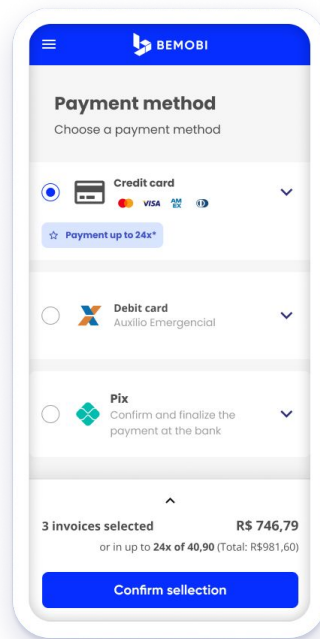 BEMOBI
Payment method
Choose a payment method
Credit card
VISA AM EX
Payment up to 24x*
Debit card
Auxilio Emergencial
Pix
Confirm and finalize the
payment at the bank
3 invoices selected R$ 746,79
or in up to 24x of 40,90 (Total: R$981,60)
Confirm sellection